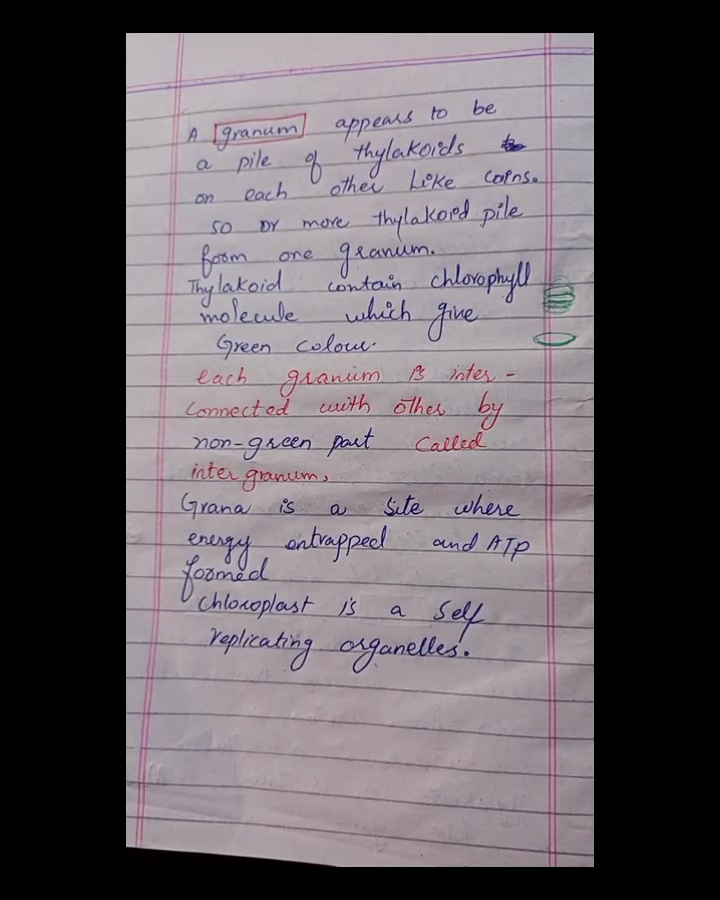 A granum appears to be
a pile of thylakoids
on each other like coins.
50 or more thylakoid pile
form one granum.
Thylakoid contain chlorophyll
molecule which give
Green colour.
each granum is inter-
connected with other by
non-green part called
inter granum,
Grana is a site where
energy entrapped and ATP
formed
chloroplast is a self
replicating organelles.